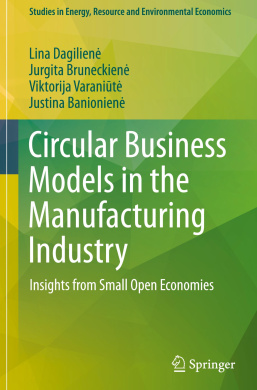 Studies in Energy, Resource and Environmental Economics
Lina Dagilienė
Jurgita Bruneckienė
Viktorija Varaniūtė
Justina Banionienė
Circular Business
Models in the
Manufacturing
Industry
Insights from Small Open Economies
Springer